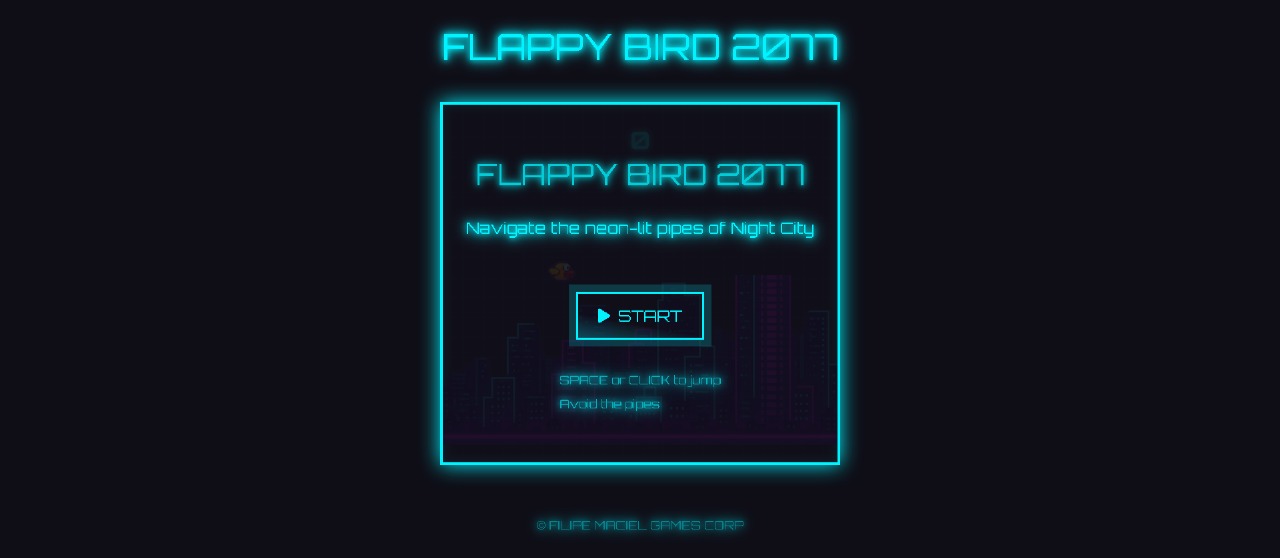 FLAPPY BIRD 2077
0
FLAPPY BIRD 2077
Navigate the neon-lit pipes of Night City
START
SPACE or CLICK to jump
Avoid the pipes
© FILIPE MACIEL GAMES CORP